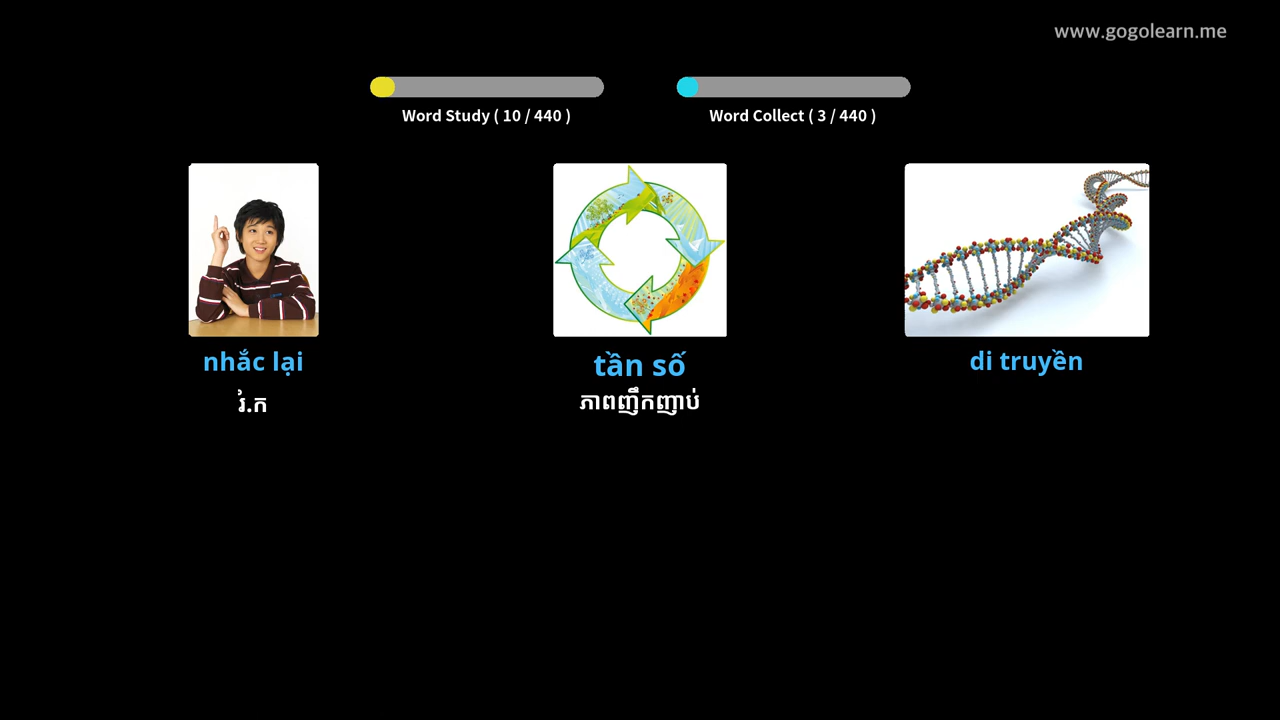 www.gogolearn.me
Word Study ( 10 / 440 )
Word Collect ( 3 / 440 )
nhắc lại
tần số
di truyền
រំ.ក
ភាពញឹកញាប់